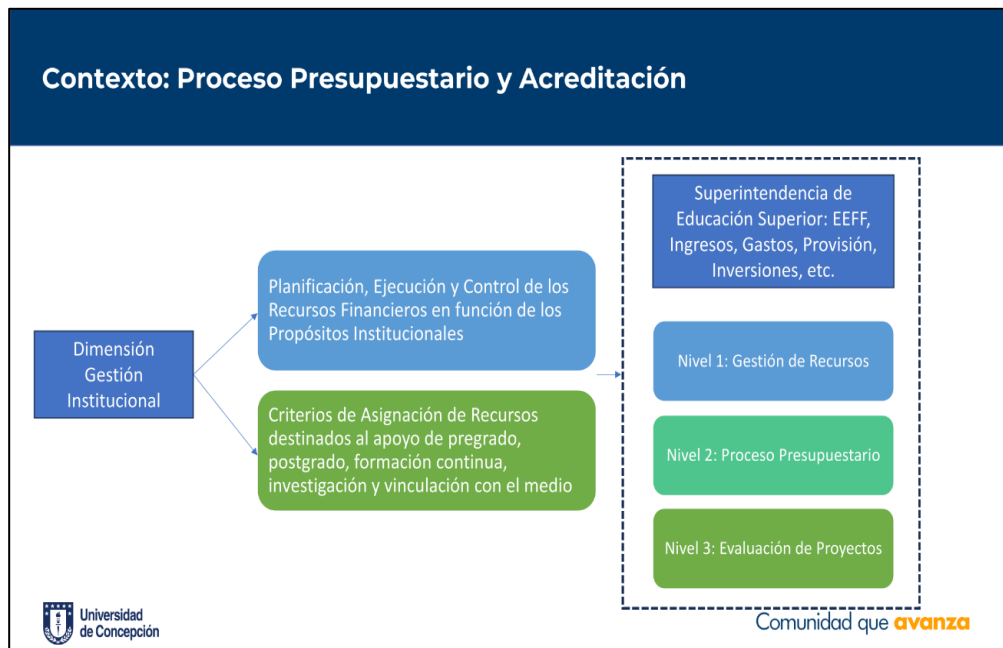 Contexto: Proceso Presupuestario y Acreditación
Dimensión
Gestión
Institucional
Planificación, Ejecución y Control de los
Recursos Financieros en función de los
Propósitos Institucionales
Criterios de Asignación de Recursos
destinados al apoyo de pregrado,
postgrado, formación continua,
investigación y vinculación con el medio
Superintendencia de
Educación Superior: EEFF,
Ingresos, Gastos, Provisión,
Inversiones, etc.
Nivel 1: Gestión de Recursos
Nivel 2: Proceso Presupuestario
Nivel 3: Evaluación de Proyectos
Universidad
de Concepción
Comunidad que avanza